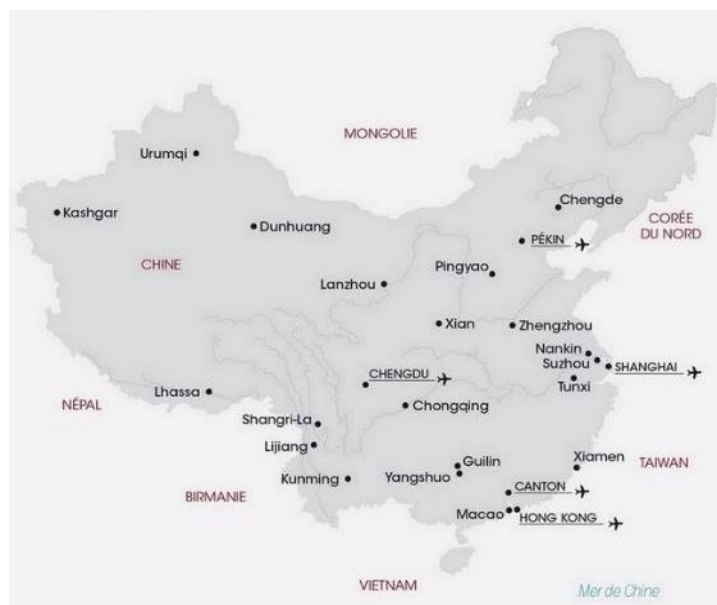 MONGOLIE
Urumqi
Chengde
Kashgar
CORÉE
DU NORD
Dunhuang
PÉKIN
CHINE
Pingyao
Lanzhou
Xian
Zhengzhou
Nankin
Suzhou
SHANGHAI
CHENGDU
Tunxi
Lhassa
NÉPAL
Chongqing
Shangri-La
Lijiang
Xiamen
Guilin
TAIWAN
Kunming
Yangshuo
CANTON
BIRMANIE
Macao
HONG KONG
VIETNAM
Mer de Chine